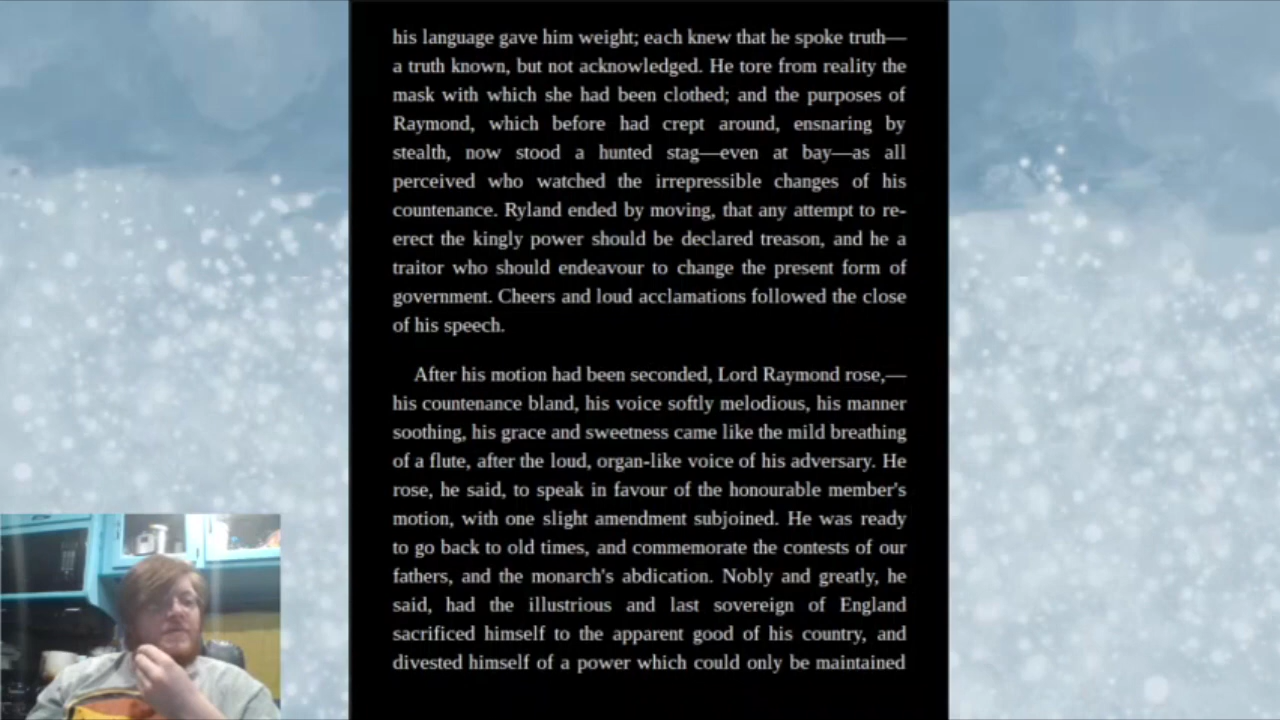 his language gave him weight; each knew that he spoke truth—
a truth known, but not acknowledged. He tore from reality the
mask with which she had been clothed; and the purposes of
Raymond, which before had crept around, ensnaring by
stealth, now stood a hunted stag—even at bay—as all
perceived who watched the irrepressible changes of his
countenance. Ryland ended by moving, that any attempt to re-
erect the kingly power should be declared treason, and he a
traitor who should endeavour to change the present form of
government. Cheers and loud acclamations followed the close
of his speech.
After his motion had been seconded, Lord Raymond rose,—
his countenance bland, his voice softly melodious, his manner
soothing, his grace and sweetness came like the mild breathing
of a flute, after the loud, organ-like voice of his adversary. He
rose, he said, to speak in favour of the honourable member's
motion, with one slight amendment subjoined. He was ready
to go back to old times, and commemorate the contests of our
fathers, and the monarch's abdication. Nobly and greatly, he
said, had the illustrious and last sovereign of England
sacrificed himself to the apparent good of his country, and
divested himself of a power which could only be maintained